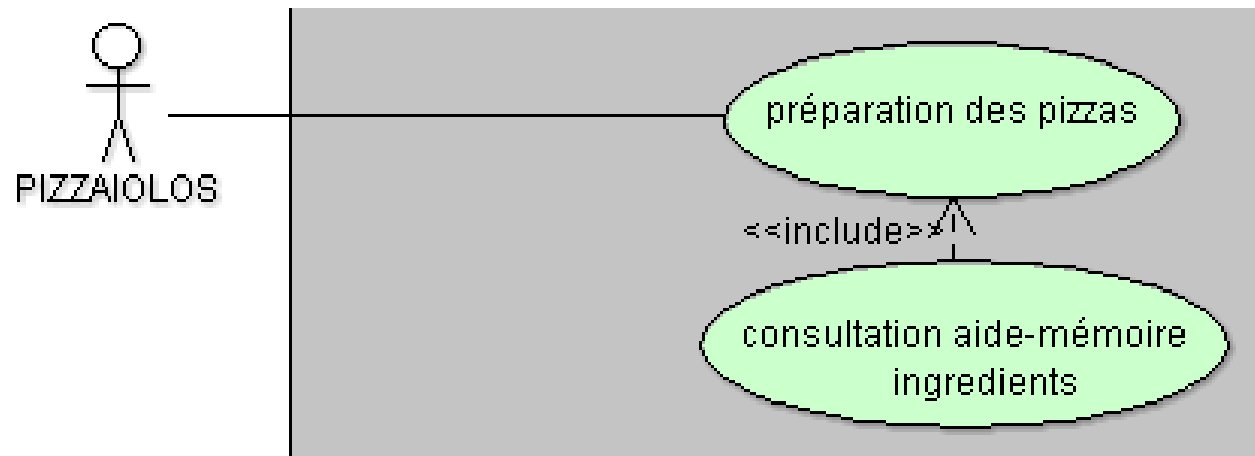 préparation des pizzas
PIZZAIOLOS
<<include>>
consultation aide-mémoire
ingredients